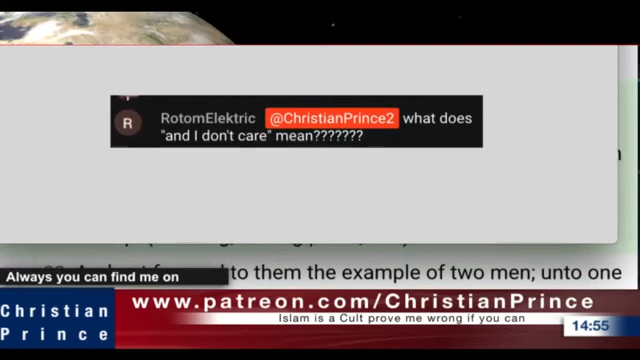 R RotomElektric @ChristianPrince2 what does
"and I don't care" mean???????
to them the example of two men; unto one
Always you can find me on
www.patreon.com/ChristianPrince
Islam is a Cult prove me wrong if you can
Christian
Prince
14:55